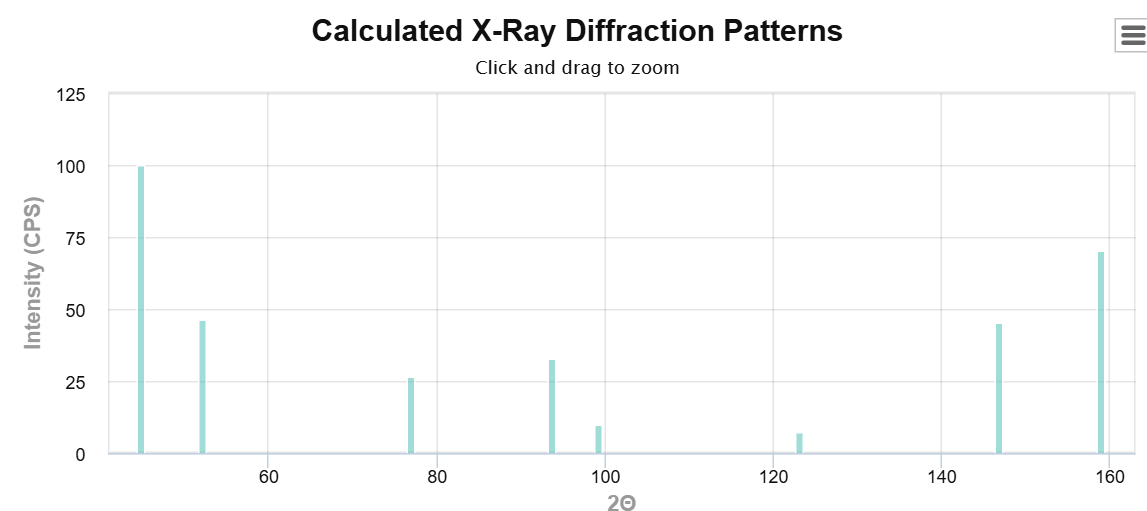 Calculated X-Ray Diffraction Patterns
Click and drag to zoom
125
100
75
50
25
0
Intensity (CPS)
60 80 100 120 140 160
2Θ